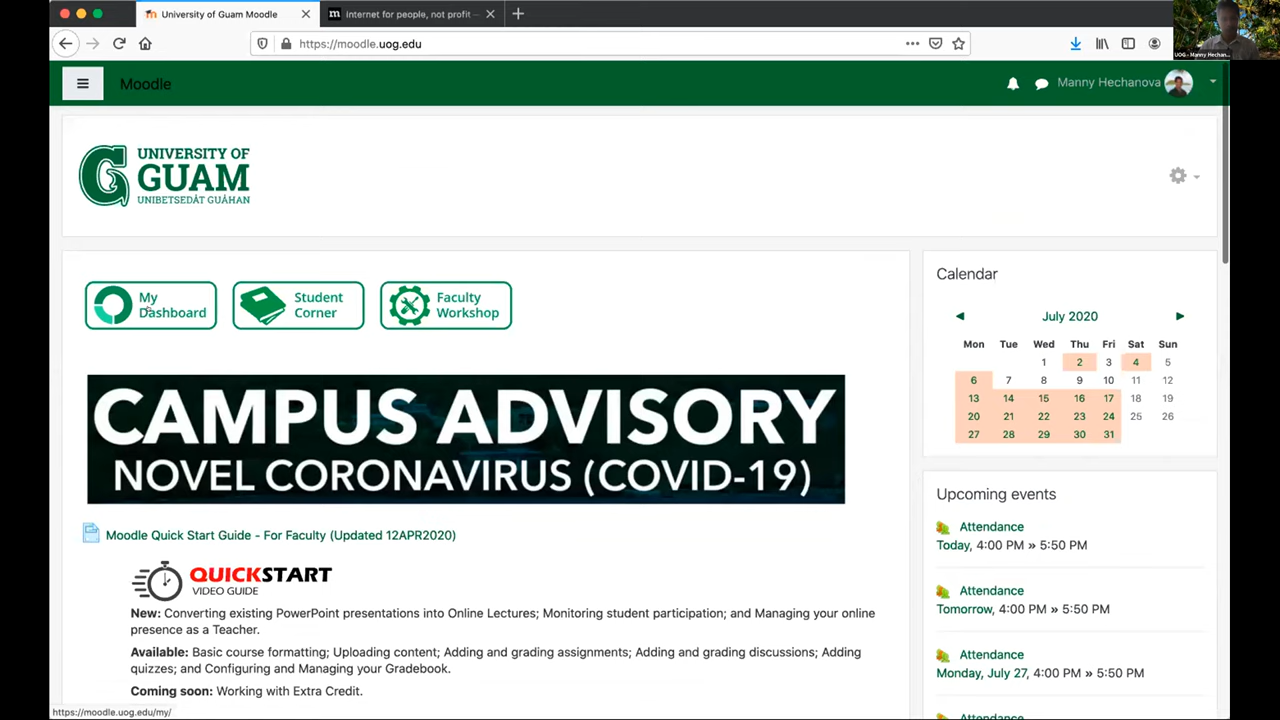 University of Guam Moodle
Internet for people, not profit
https://moodle.uog.edu
UOG - Manny Hechan...
Moodle
Manny Hechanova
UNIVERSITY OF
GUAM
UNIBETSEDÅT GUÅHAN
My
Dashboard
Student
Corner
Faculty
Workshop
CAMPUS ADVISORY
NOVEL CORONAVIRUS (COVID-19)
Moodle Quick Start Guide - For Faculty (Updated 12APR2020)
QUICKSTART
VIDEO GUIDE
New: Converting existing PowerPoint presentations into Online Lectures; Monitoring student participation; and Managing your online
presence as a Teacher.
Available: Basic course formatting; Uploading content; Adding and grading assignments; Adding and grading discussions; Adding
quizzes; and Configuring and Managing your Gradebook.
Coming soon: Working with Extra Credit.
https://moodle.uog.edu/my/
Calendar
July 2020
Mon Tue Wed Thu Fri Sat Sun
1 2 3 4 5
6 7 8 9 10 11 12
13 14 15 16 17 18 19
20 21 22 23 24 25 26
27 28 29 30 31
Upcoming events
Attendance
Today, 4:00 PM » 5:50 PM
Attendance
Tomorrow, 4:00 PM » 5:50 PM
Attendance
Monday, July 27, 4:00 PM » 5:50 PM
Attendance